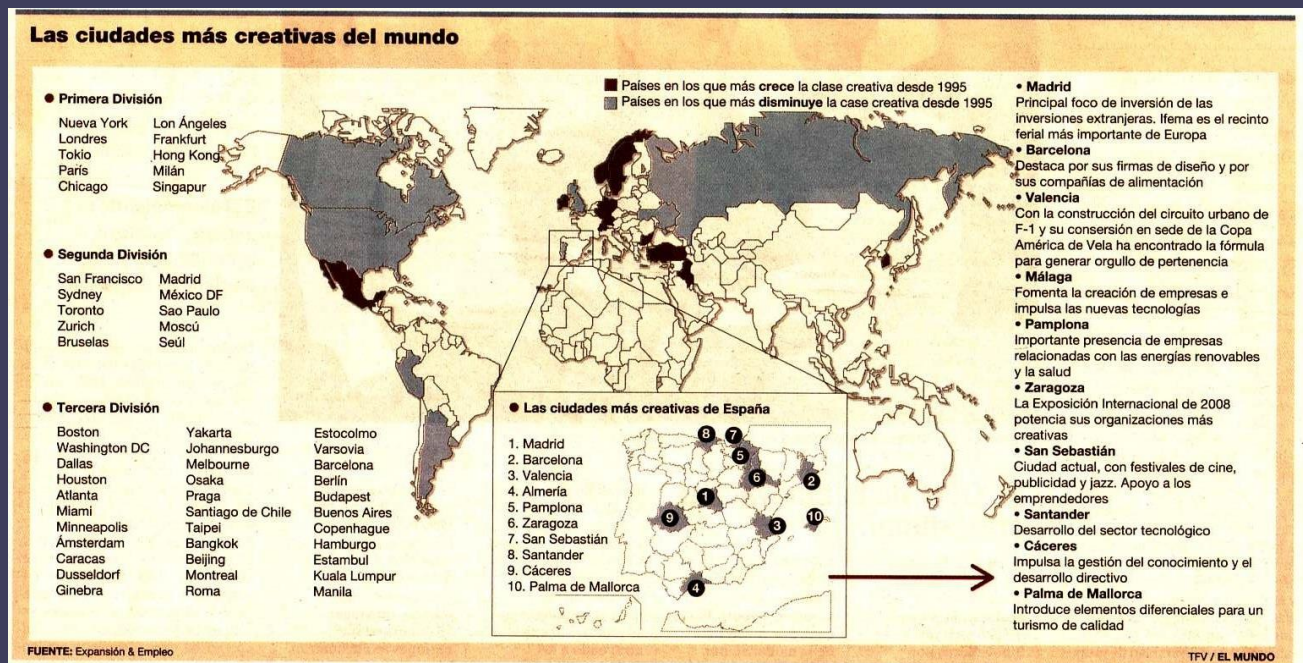 Las ciudades más creativas del mundo
● Primera División
Nueva York Lon Ángeles
Londres Frankfurt
Tokio Hong Kong
París Milán
Chicago Singapur
● Segunda División
San Francisco Madrid
Sydney México DF
Toronto Sao Paulo
Zurich Moscú
Bruselas Seúl
● Tercera División
Boston Yakarta Estocolmo
Washington DC Johannesburgo Varsovia
Dallas Melbourne Barcelona
Houston Osaka Berlín
Atlanta Praga Budapest
Miami Santiago de Chile Buenos Aires
Minneapolis Taipei Copenhague
Ámsterdam Bangkok Hamburgo
Caracas Beijing Estambul
Dusseldorf Montreal Kuala Lumpur
Ginebra Roma Manila
Países en los que más crece la clase creativa desde 1995
Países en los que más disminuye la case creativa desde 1995
● Las ciudades más creativas de España
1. Madrid
2. Barcelona
3. Valencia
4. Almería
5. Pamplona
6. Zaragoza
7. San Sebastián
8. Santander
9. Cáceres
10. Palma de Mallorca
8
7
5
6
2
1
9
3
10
4
• Madrid
Principal foco de inversión de las
inversiones extranjeras. Ifema es el recinto
ferial más importante de Europa
• Barcelona
Destaca por sus firmas de diseño y por
sus compañías de alimentación
• Valencia
Con la construcción del circuito urbano de
F-1 y su consersión en sede de la Copa
América de Vela ha encontrado la fórmula
para generar orgullo de pertenencia
• Málaga
Fomenta la creación de empresas e
impulsa las nuevas tecnologías
• Pamplona
Importante presencia de empresas
relacionadas con las energías renovables
y la salud
• Zaragoza
La Exposición Internacional de 2008
potencia sus organizaciones más
creativas
• San Sebastián
Ciudad actual, con festivales de cine,
publicidad y jazz. Apoyo a los
emprendedores
• Santander
Desarrollo del sector tecnológico
• Cáceres
Impulsa la gestión del conocimiento y el
desarrollo directivo
• Palma de Mallorca
Introduce elementos diferenciales para un
turismo de calidad
FUENTE: Expansión & Empleo
TFV / EL MUNDO